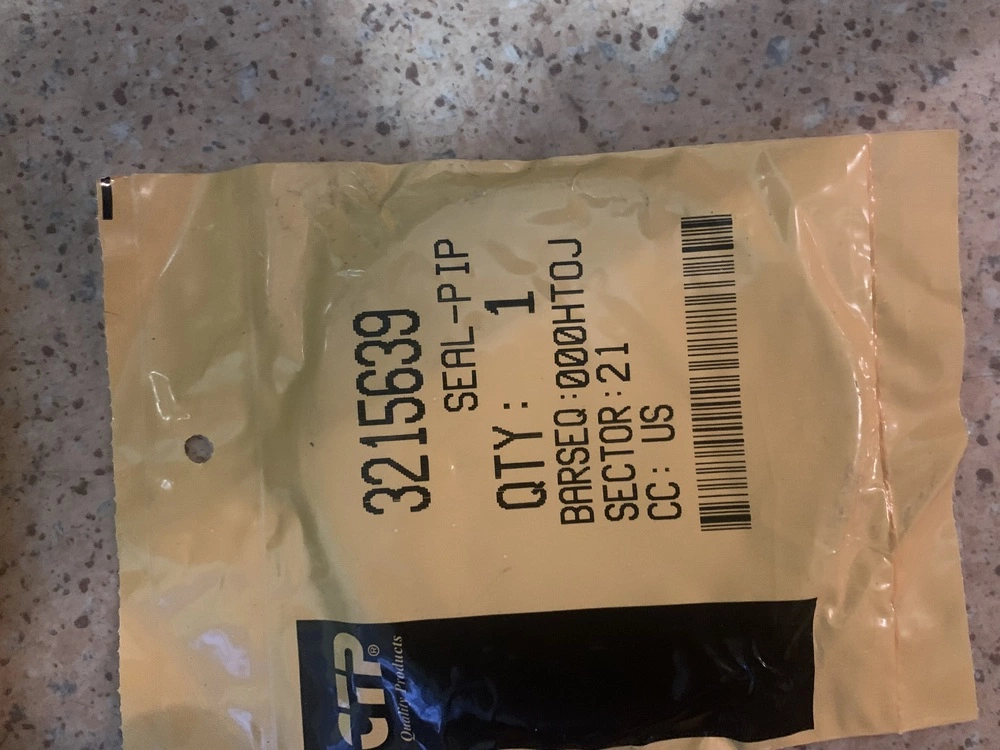 3215639
SEAL-PIP
QTY: 1
BARSEQ:000HTOJ
SECTOR:21
CC: US
CTP®
Quality Products